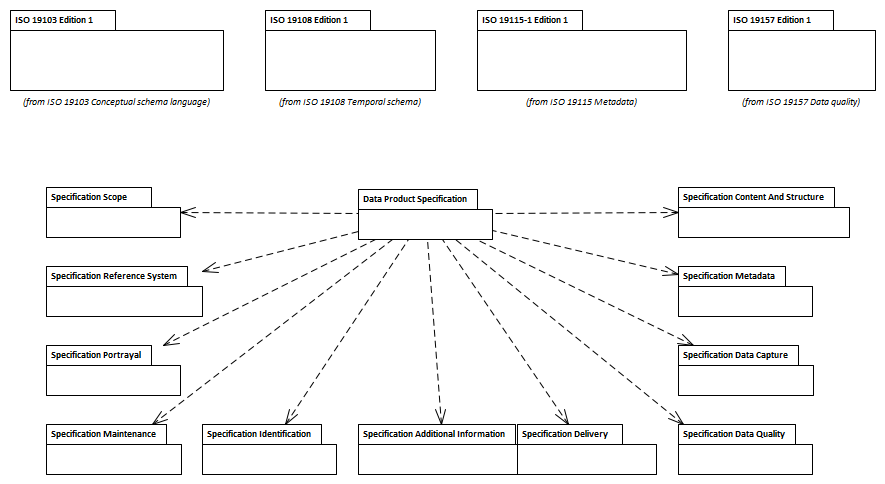 ISO 19103 Edition 1
ISO 19108 Edition 1
ISO 19115-1 Edition 1
ISO 19157 Edition 1
(from ISO 19103 Conceptual schema language)
(from ISO 19108 Temporal schema)
(from ISO 19115 Metadata)
(from ISO 19157 Data quality)
Specification Scope
Data Product Specification
Specification Content And Structure
Specification Reference System
Specification Metadata
Specification Portrayal
Specification Data Capture
Specification Maintenance
Specification Identification
Specification Additional Information
Specification Delivery
Specification Data Quality